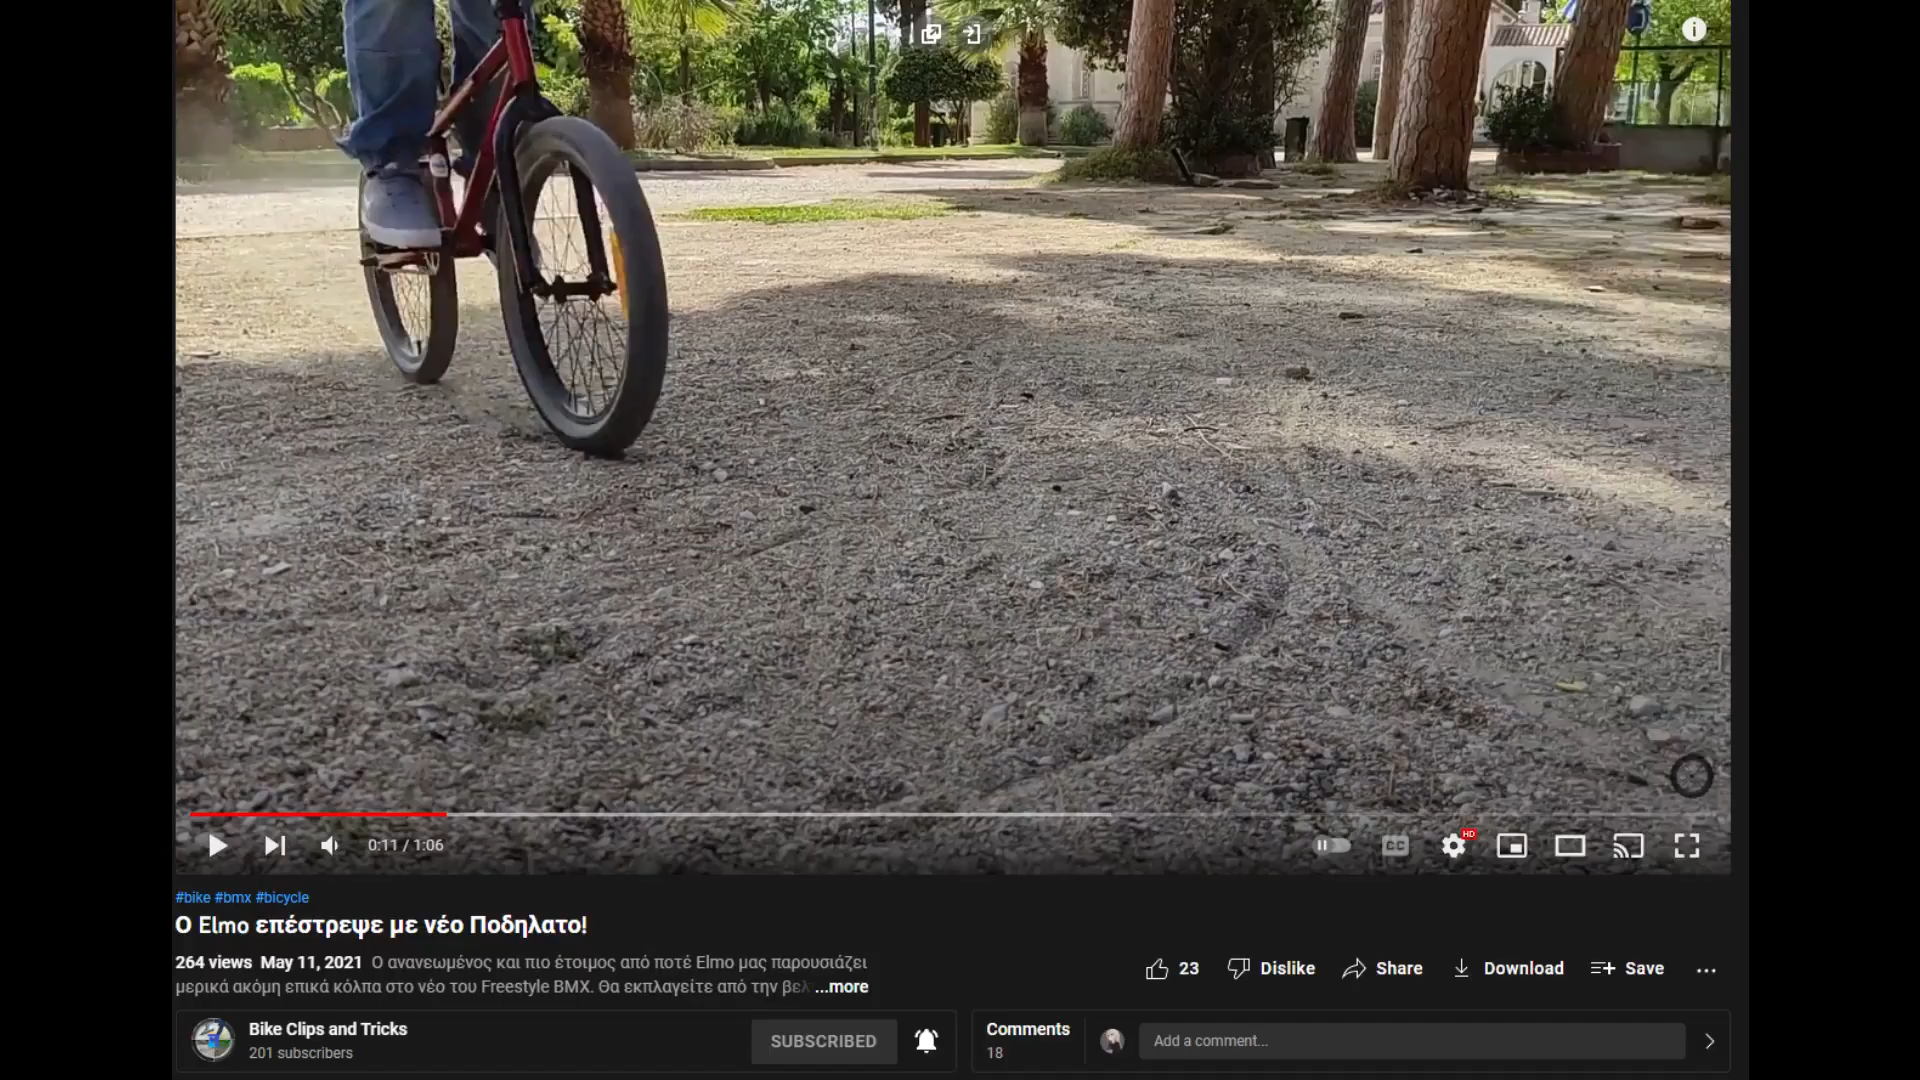 HD
0:11 / 1:06
CC
#bike #bmx #bicycle
Ο Elmo επέστρεψε με νέο Ποδηλατο!
264 views May 11, 2021 Ο ανανεωμένος και πιο έτοιμος από ποτέ Elmo μας παρουσιάζει
μερικά ακόμη επικά κόλπα στο νέο του Freestyle BMX. Θα εκπλαγείτε από την ...more
23 Dislike Share Download Save
Bike Clips and Tricks
201 subscribers
SUBSCRIBED
Comments
18
Add a comment...